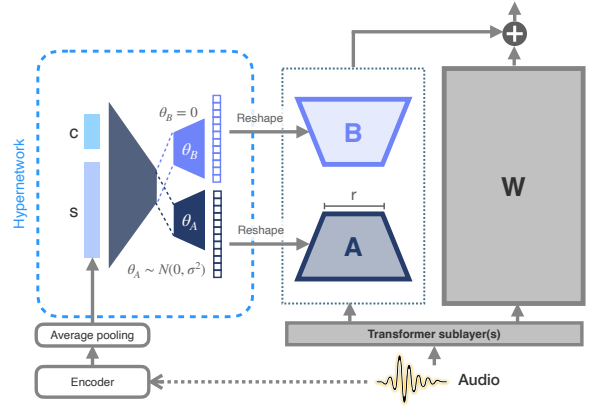 Hypernetwork
C
S
θ_B = 0
θ_B
θ_A
θ_A ∼ N(0, σ²)
Reshape
Reshape
B
r
A
W
+
Average pooling
Encoder
Transformer sublayer(s)
Audio